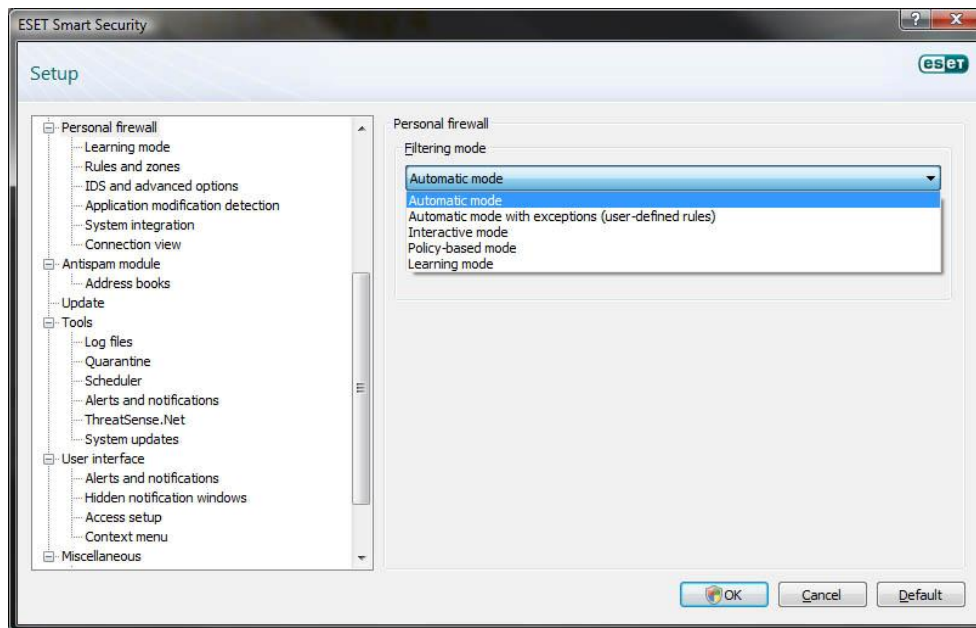 ESET Smart Security
Setup
eset
Personal firewall
Learning mode
Rules and zones
IDS and advanced options
Application modification detection
System integration
Connection view
Antispam module
Address books
Update
Tools
Log files
Quarantine
Scheduler
Alerts and notifications
ThreatSense.Net
System updates
User interface
Alerts and notifications
Hidden notification windows
Access setup
Context menu
Miscellaneous
Personal firewall
Filtering mode
Automatic mode
Automatic mode
Automatic mode with exceptions (user-defined rules)
Interactive mode
Policy-based mode
Learning mode
OK
Cancel
Default